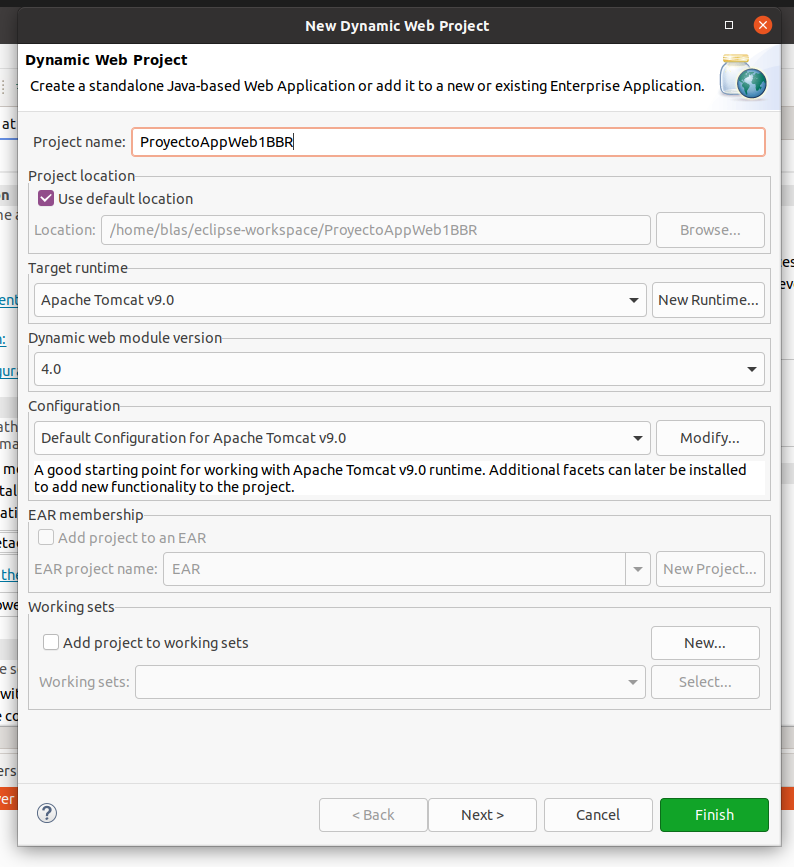 New Dynamic Web Project
Dynamic Web Project
Create a standalone Java-based Web Application or add it to a new or existing Enterprise Application.
at
Project name: ProyectoAppWeb1BBR
Project location
Use default location
Location: /home/blas/eclipse-workspace/ProyectoAppWeb1BBR Browse...
Target runtime
Apache Tomcat v9.0 New Runtime...
Dynamic web module version
4.0
Configuration
Default Configuration for Apache Tomcat v9.0 Modify...
A good starting point for working with Apache Tomcat v9.0 runtime. Additional facets can later be installed
to add new functionality to the project.
EAR membership
Add project to an EAR
EAR project name: EAR New Project...
the
Working sets
Add project to working sets New...
Working sets: Select...
< Back Next > Cancel Finish